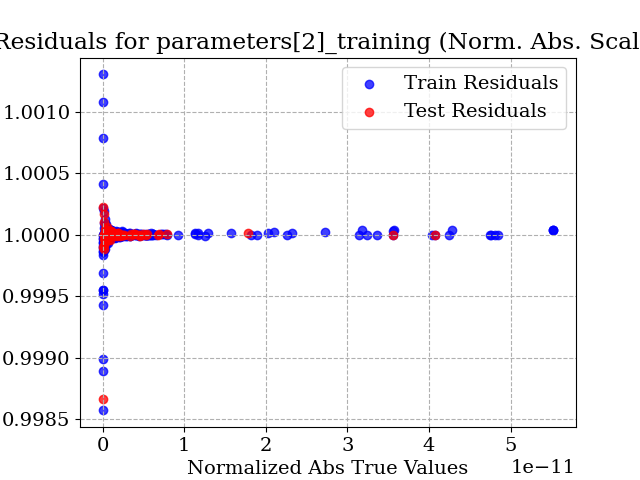 Residuals for parameters[2]_training (Norm. Abs. Scal
Train Residuals
Test Residuals
1.0010
1.0005
1.0000
0.9995
0.9990
0.9985
0 1 2 3 4 5
Normalized Abs True Values 1e−11